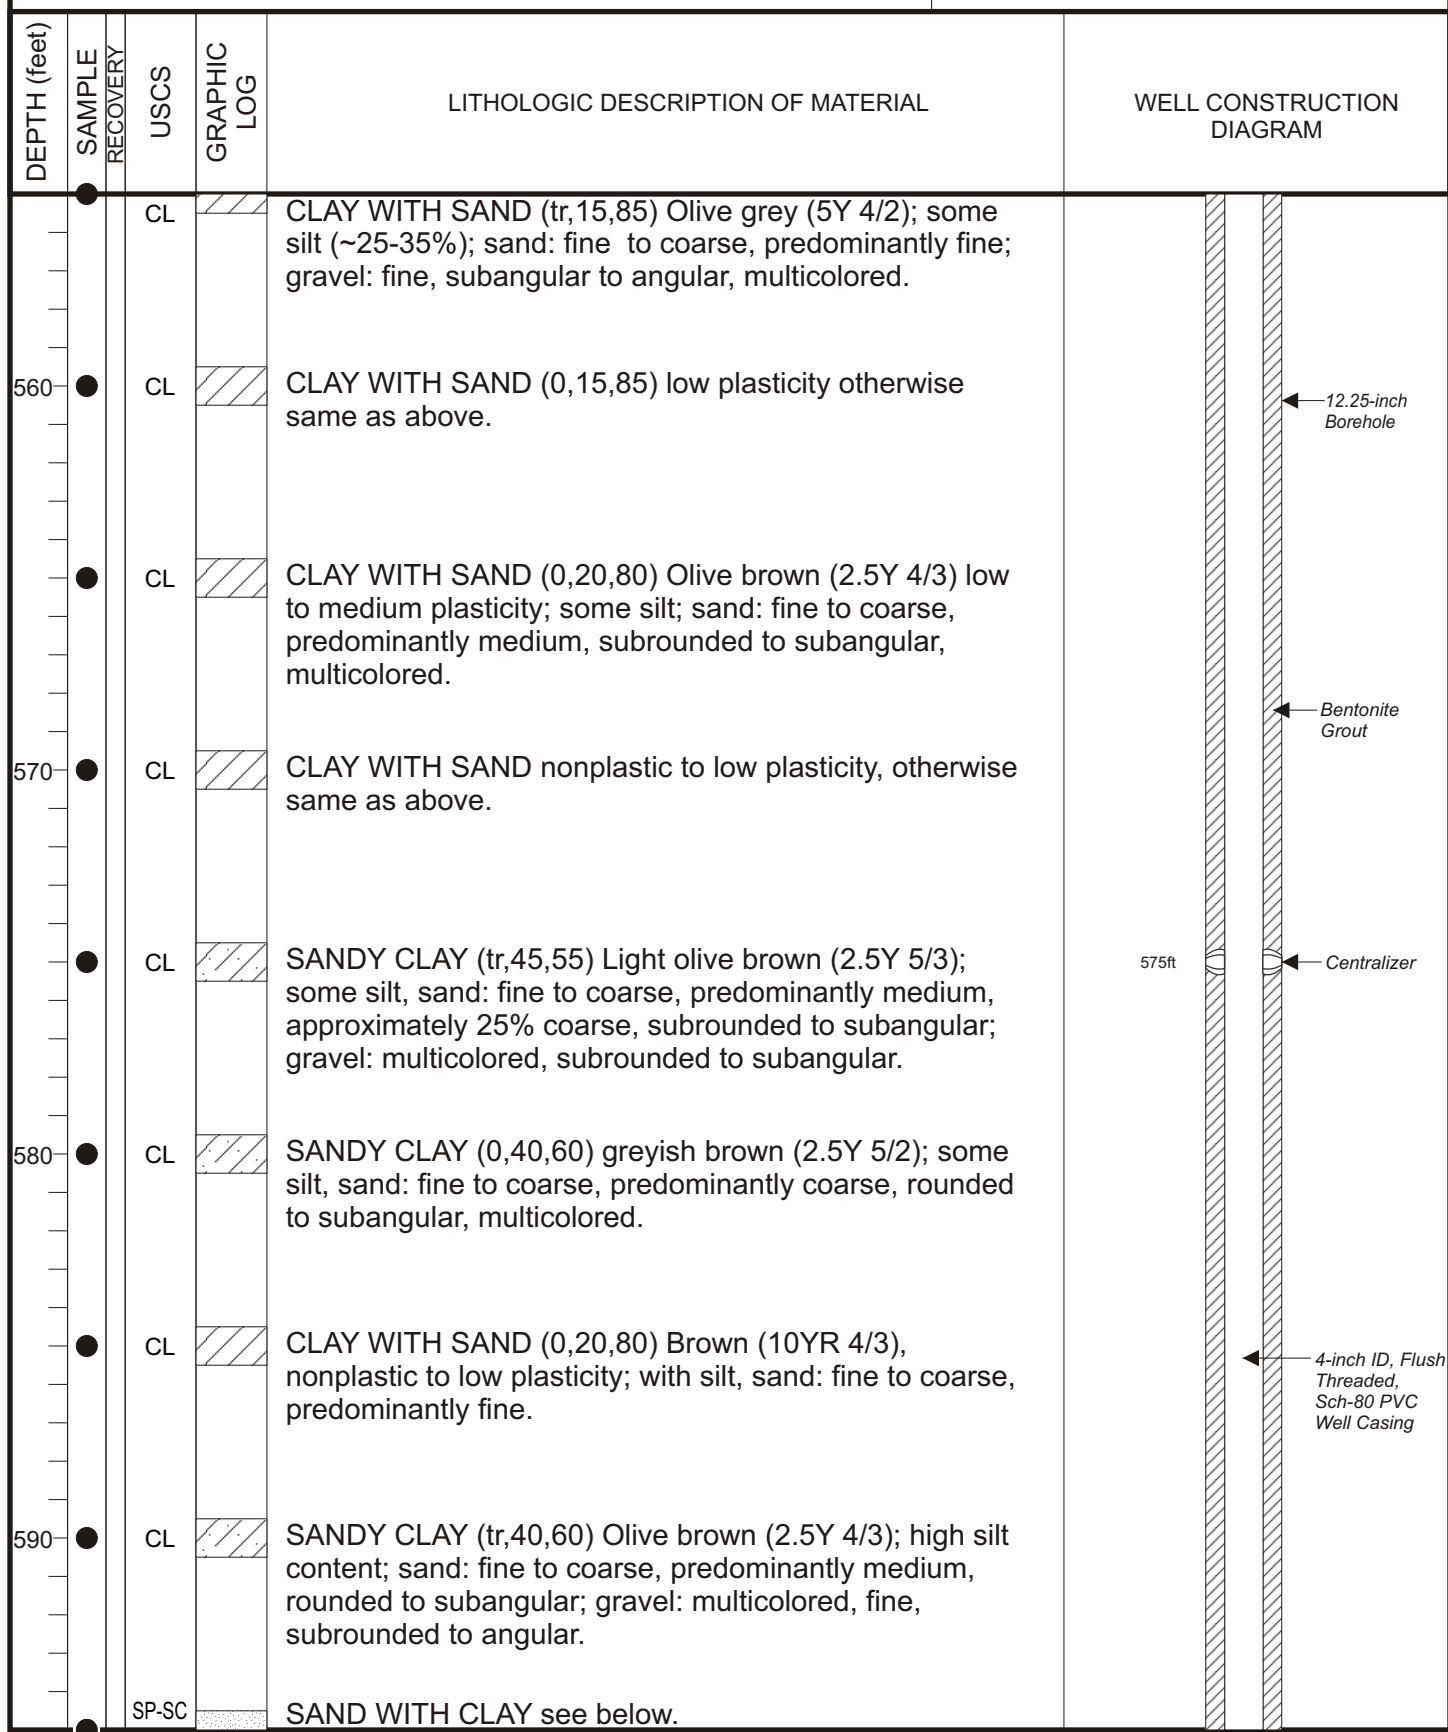 DEPTH (feet)
SAMPLE
RECOVERY
USCS
GRAPHIC
LOG
LITHOLOGIC DESCRIPTION OF MATERIAL
WELL CONSTRUCTION
DIAGRAM
CL
CLAY WITH SAND (tr,15,85) Olive grey (5Y 4/2); some
silt (~25-35%); sand: fine to coarse, predominantly fine;
gravel: fine, subangular to angular, multicolored.
560
CL
CLAY WITH SAND (0,15,85) low plasticity otherwise
same as above.
12.25-inch
Borehole
CL
CLAY WITH SAND (0,20,80) Olive brown (2.5Y 4/3) low
to medium plasticity; some silt; sand: fine to coarse,
predominantly medium, subrounded to subangular,
multicolored.
Bentonite
Grout
570
CL
CLAY WITH SAND nonplastic to low plasticity, otherwise
same as above.
CL
SANDY CLAY (tr,45,55) Light olive brown (2.5Y 5/3);
some silt, sand: fine to coarse, predominantly medium,
approximately 25% coarse, subrounded to subangular;
gravel: multicolored, subrounded to subangular.
575ft
Centralizer
580
CL
SANDY CLAY (0,40,60) greyish brown (2.5Y 5/2); some
silt, sand: fine to coarse, predominantly coarse, rounded
to subangular, multicolored.
CL
CLAY WITH SAND (0,20,80) Brown (10YR 4/3),
nonplastic to low plasticity; with silt, sand: fine to coarse,
predominantly fine.
4-inch ID, Flush
Threaded,
Sch-80 PVC
Well Casing
590
CL
SANDY CLAY (tr,40,60) Olive brown (2.5Y 4/3); high silt
content; sand: fine to coarse, predominantly medium,
rounded to subangular; gravel: multicolored, fine,
subrounded to angular.
SP-SC
SAND WITH CLAY see below.